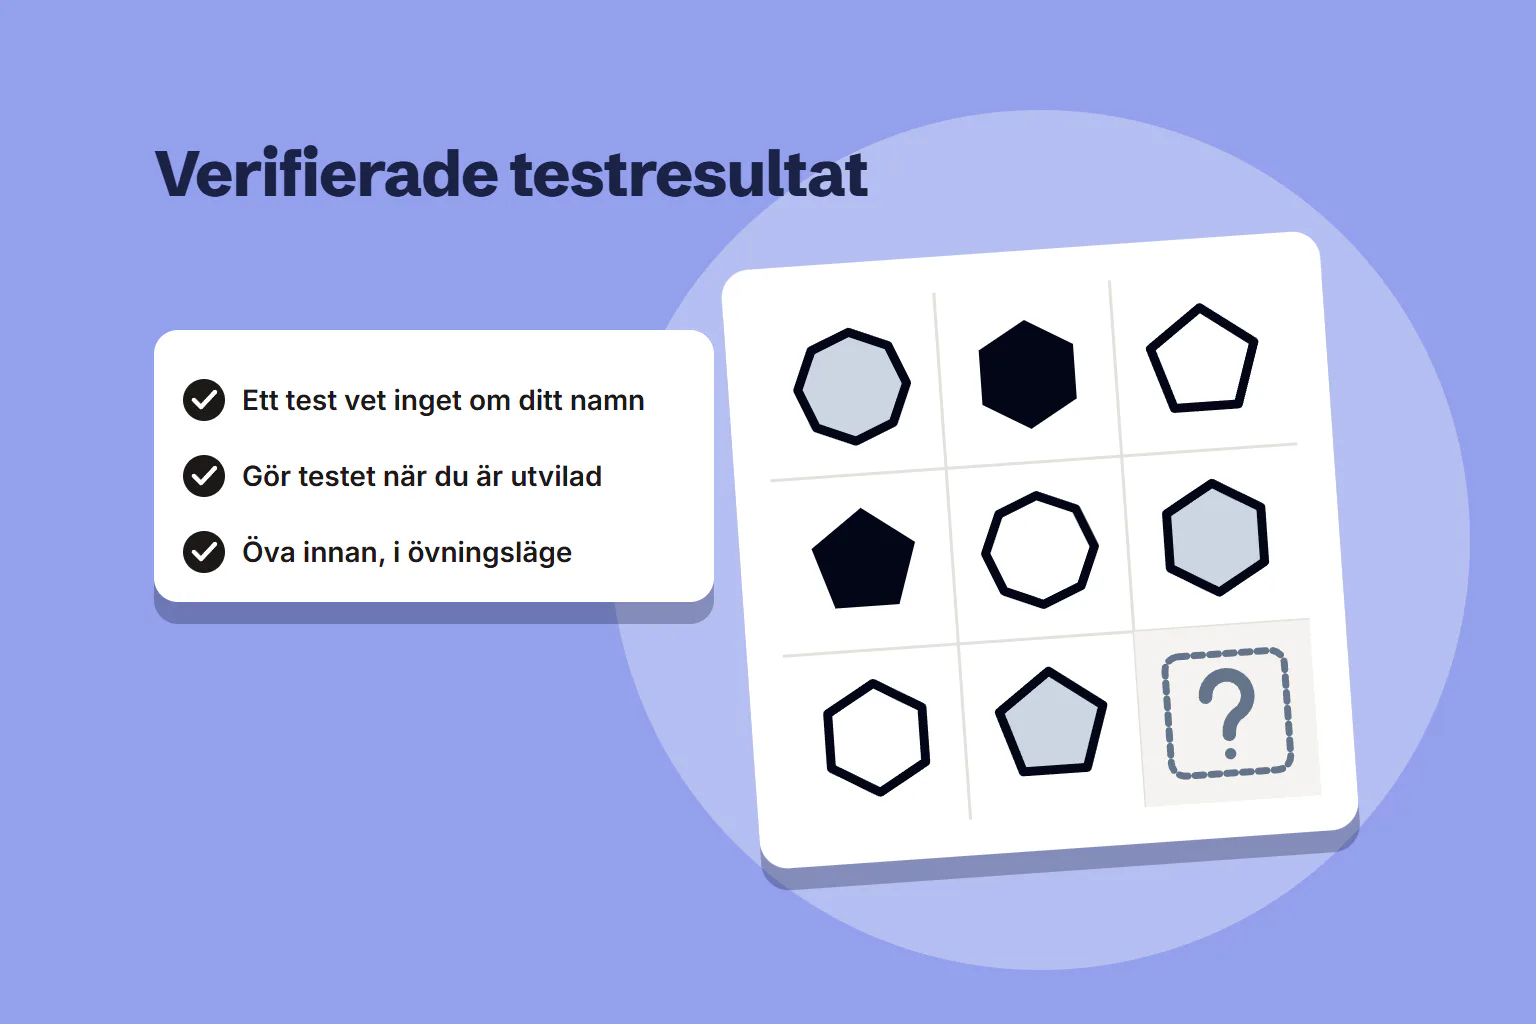 Verifierade testresultat
Ett test vet inget om ditt namn
Gör testet när du är utvilad
Öva innan, i övningsläge
?